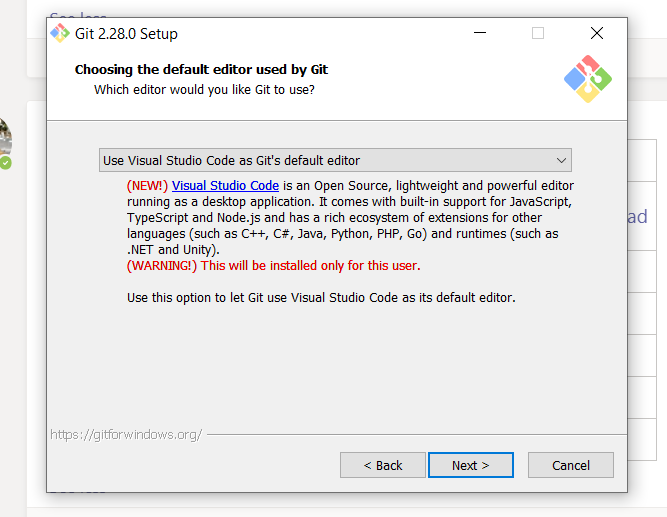 See less
Git 2.28.0 Setup
Choosing the default editor used by Git
Which editor would you like Git to use?
Use Visual Studio Code as Git's default editor
(NEW!) Visual Studio Code is an Open Source, lightweight and powerful editor
running as a desktop application. It comes with built-in support for JavaScript,
TypeScript and Node.js and has a rich ecosystem of extensions for other
languages (such as C++, C#, Java, Python, PHP, Go) and runtimes (such as
.NET and Unity).
(WARNING!) This will be installed only for this user.
Use this option to let Git use Visual Studio Code as its default editor.
ad
https://gitforwindows.org/
< Back
Next >
Cancel
See less